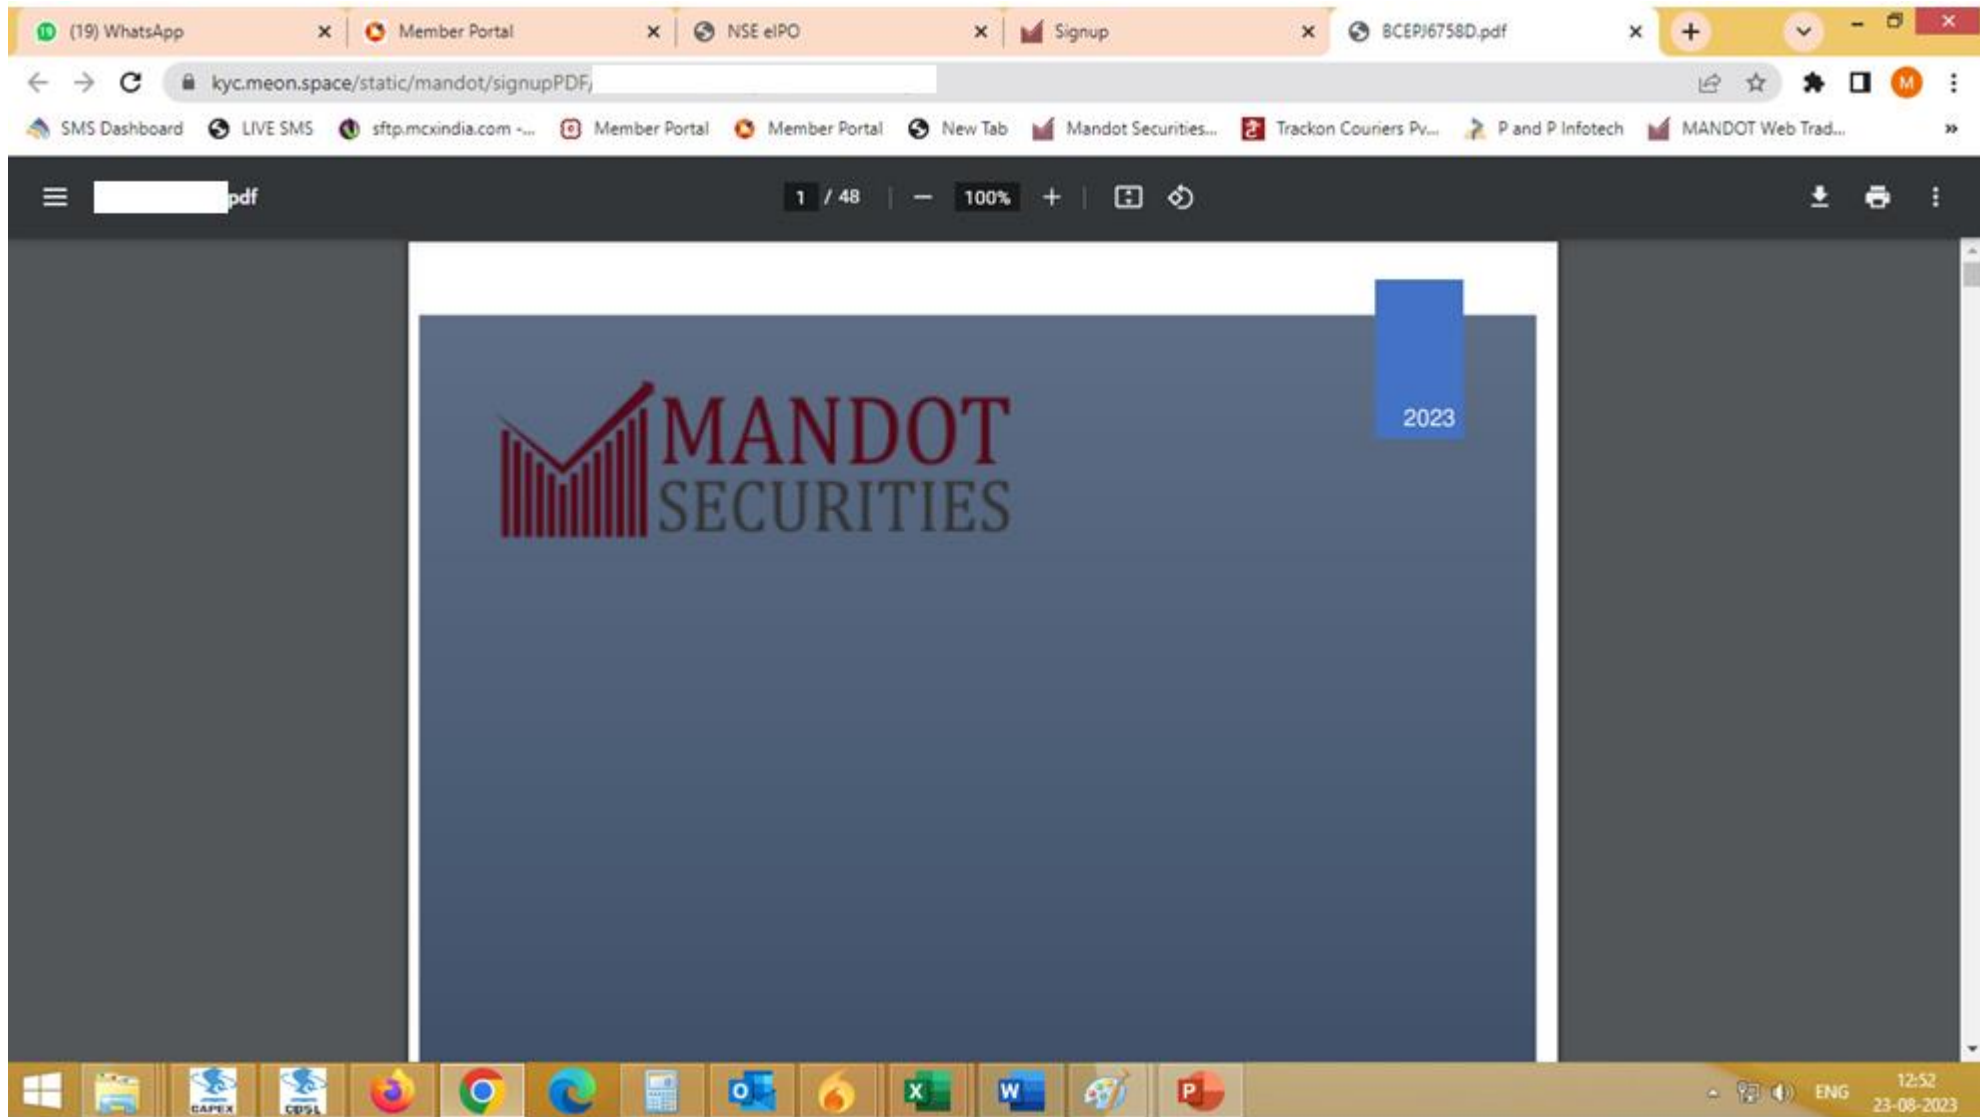 (19) WhatsApp
Member Portal
NSE eIPO
Signup
BCEPJ6758D.pdf
kyc.meon.space/static/mandot/signupPDF/
M
SMS Dashboard
LIVE SMS
sftp.mcxindia.com -...
Member Portal
Member Portal
New Tab
Mandot Securities...
Trackon Couriers Pv...
P and P Infotech
MANDOT Web Trad...
pdf
1 / 48
100%
2023
MANDOT
SECURITIES
CAPEX
CDSL
ENG
12:52
23-08-2023